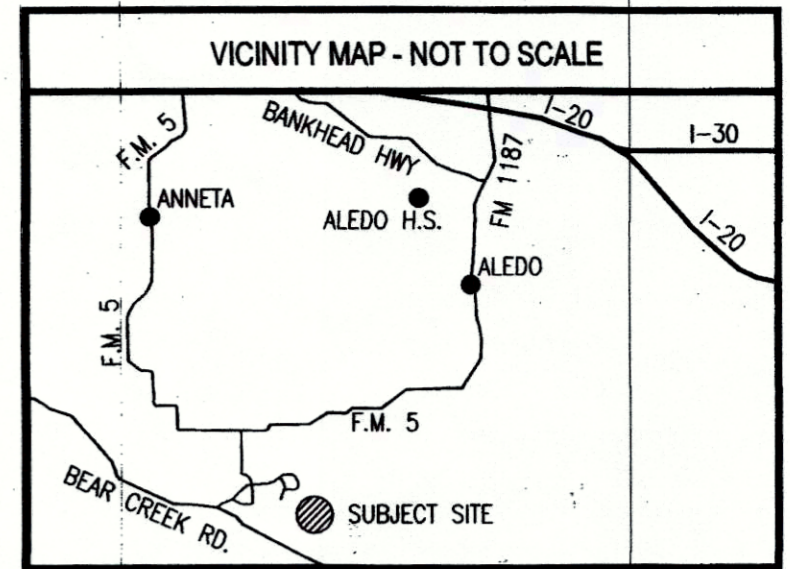 VICINITY MAP - NOT TO SCALE
F.M. 5
BANKHEAD HWY
I-20
I-30
FM 1187
ANNETA
ALEDO H.S.
I-20
ALEDO
F.M. 5
F.M. 5
BEAR CREEK RD.
SUBJECT SITE